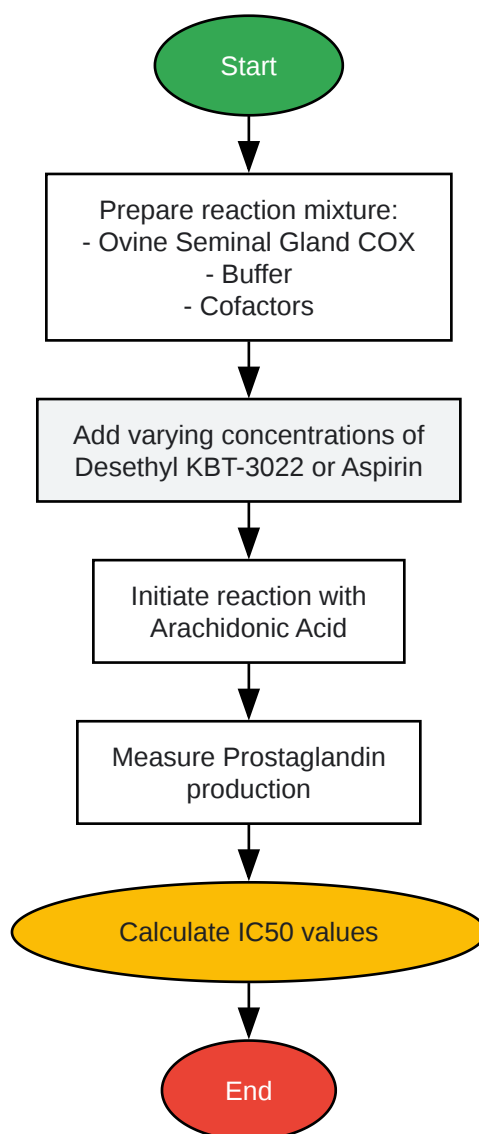 Start
Prepare reaction mixture:
- Ovine Seminal Gland COX
- Buffer
- Cofactors
Add varying concentrations of
Desethyl KBT-3022 or Aspirin
Initiate reaction with
Arachidonic Acid
Measure Prostaglandin
production
Calculate IC50 values
End